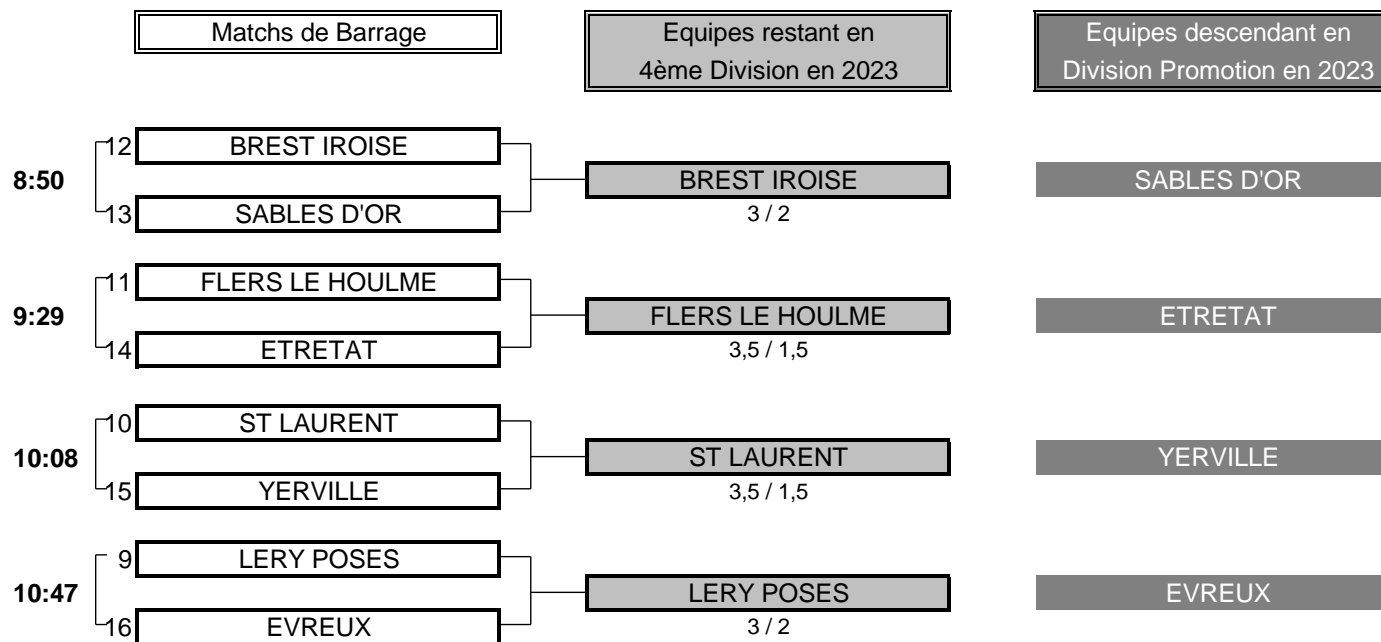 Matchs de Barrage
Equipes restant en
4ème Division en 2023
Equipes descendant en
Division Promotion en 2023
8:50
12 BREST IROISE
13 SABLES D'OR
BREST IROISE
3 / 2
SABLES D'OR
9:29
11 FLERS LE HOULME
14 ETRETAT
FLERS LE HOULME
3,5 / 1,5
ETRETAT
10:08
10 ST LAURENT
15 YERVILLE
ST LAURENT
3,5 / 1,5
YERVILLE
10:47
9 LERY POSES
16 EVREUX
LERY POSES
3 / 2
EVREUX